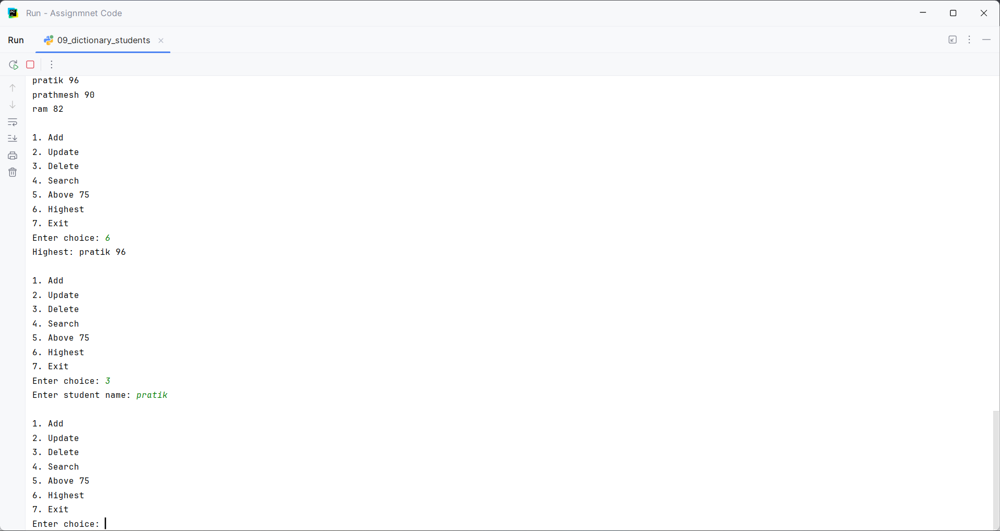 Run - Assignmnet Code
Run 09_dictionary_students
pratik 96
prathmesh 90
ram 82
1. Add
2. Update
3. Delete
4. Search
5. Above 75
6. Highest
7. Exit
Enter choice: 6
Highest: pratik 96
1. Add
2. Update
3. Delete
4. Search
5. Above 75
6. Highest
7. Exit
Enter choice: 3
Enter student name: pratik
1. Add
2. Update
3. Delete
4. Search
5. Above 75
6. Highest
7. Exit
Enter choice: